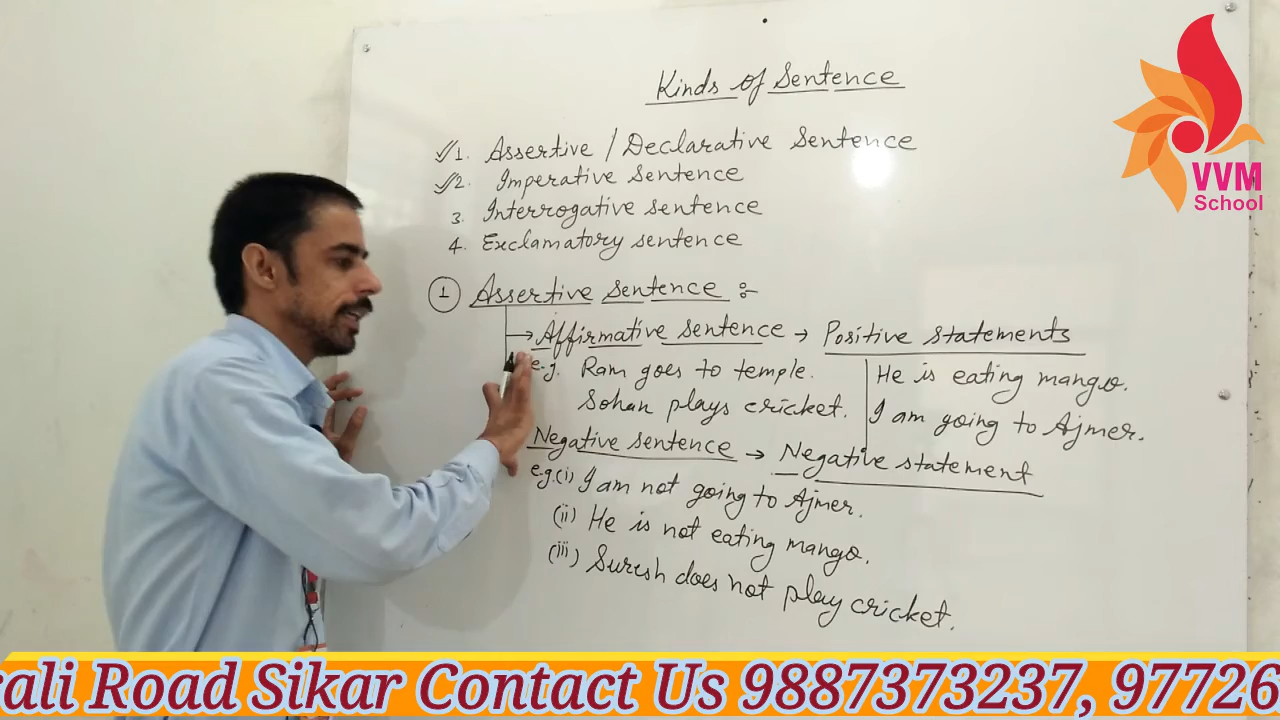 Kinds of Sentence
1. Assertive / Declarative Sentence
2. Imperative Sentence
3. Interrogative sentence
4. Exclamatory sentence
1 Assertive sentence :-
→ Affirmative sentence → Positive statements
e.g. Ram goes to temple.
Sohan plays cricket.
He is eating mango.
I am going to Ajmer.
Negative sentence → Negative statement
e.g. (i) I am not going to Ajmer.
(ii) He is not eating mango.
(iii) Suresh does not play cricket.
VVM
School
rali Road Sikar Contact Us 9887373237, 97726